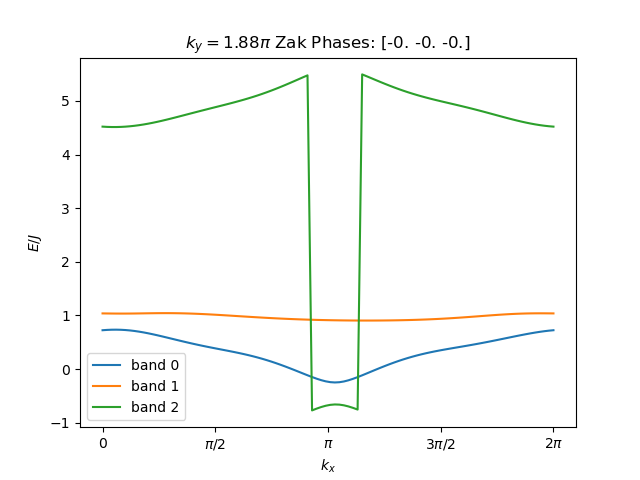 k_y = 1.88π Zak Phases: [-0. -0. -0.]
5
4
3
2
1
0
−1
E/J
band 0
band 1
band 2
0
π/2
π
3π/2
2π
k_x